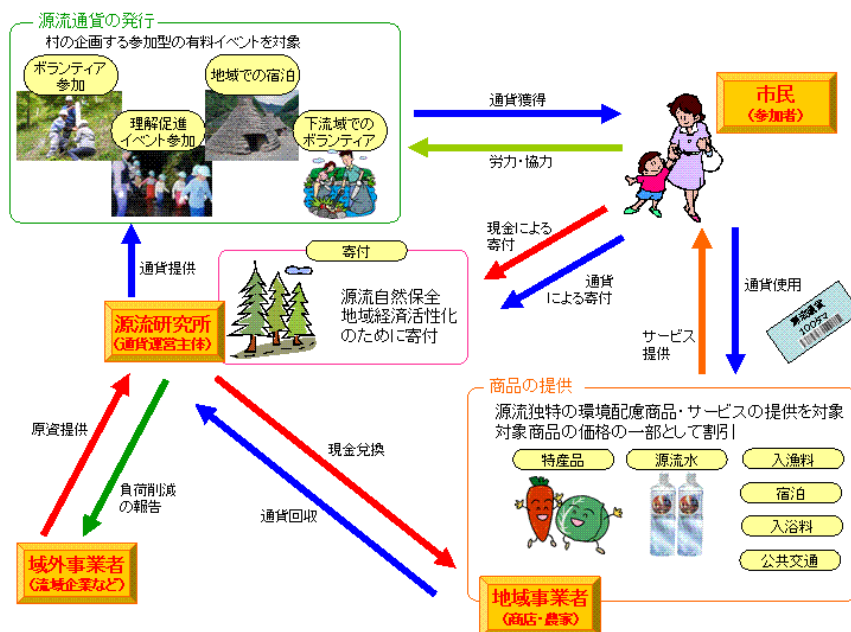 源流通貨の発行
村の企画する参加型の有料イベントを対象
ボランティア
参加
地域での宿泊
理解促進
イベント参加
下流域での
ボランティア
通貨獲得
労力・協力
市民
(参加者)
現金による
寄付
通貨
による寄付
通貨提供
寄付
源流自然保全
地域経済活性化
のために寄付
源流研究所
(通貨運営主体)
サービス
提供
通貨使用
源流通貨
100タマ
商品の提供
源流独特の環境配慮商品・サービスの提供を対象
対象商品の価格の一部として割引
特産品
源流水
入漁料
宿泊
入浴料
公共交通
原資提供
負荷削減
の報告
現金兌換
通貨回収
域外事業者
(流域企業など)
地域事業者
(商店・農家)